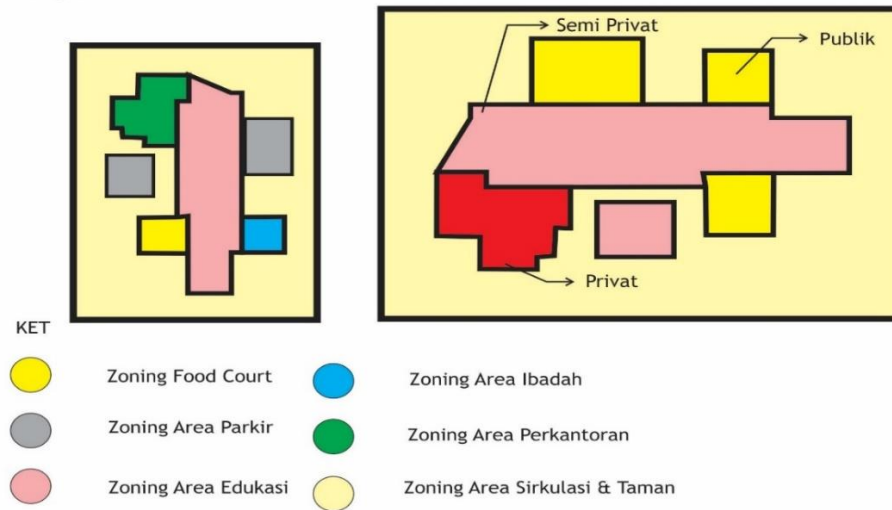 Semi Privat
Publik
Privat
KET
Zoning Food Court
Zoning Area Ibadah
Zoning Area Parkir
Zoning Area Perkantoran
Zoning Area Edukasi
Zoning Area Sirkulasi & Taman